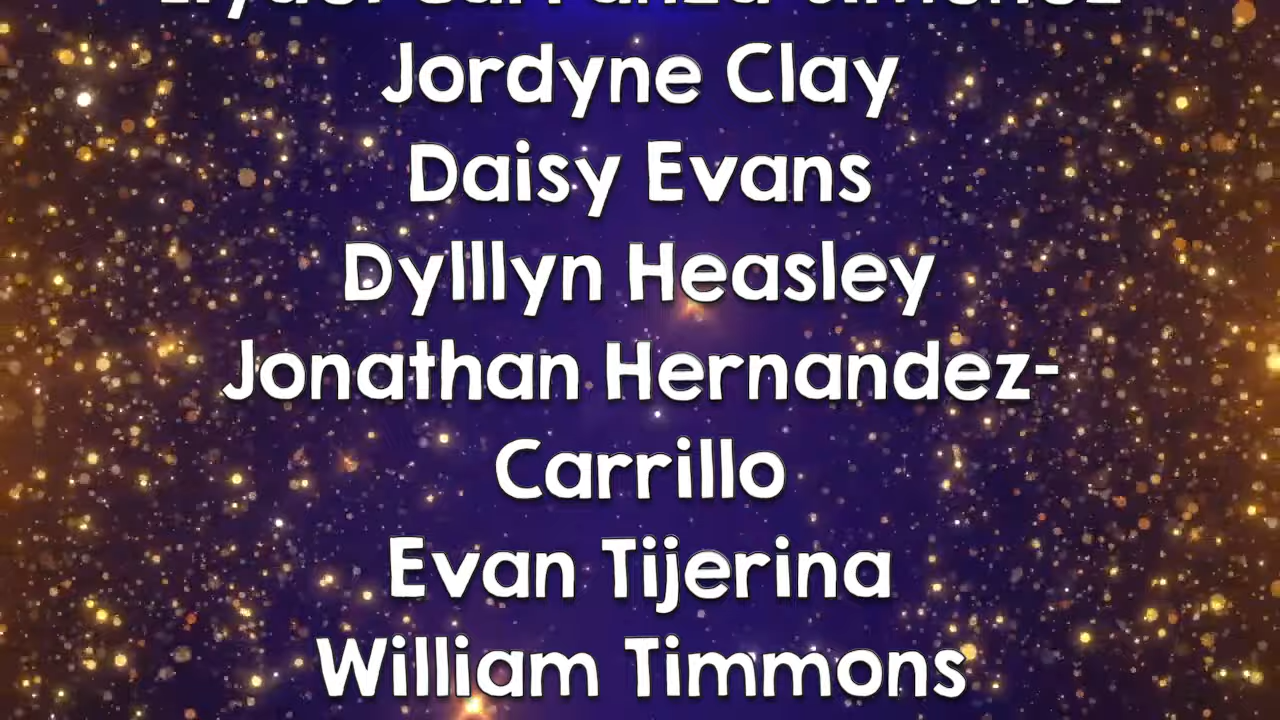 Jordyne Clay
Daisy Evans
Dylllyn Heasley
Jonathan Hernandez-
Carrillo
Evan Tijerina
William Timmons